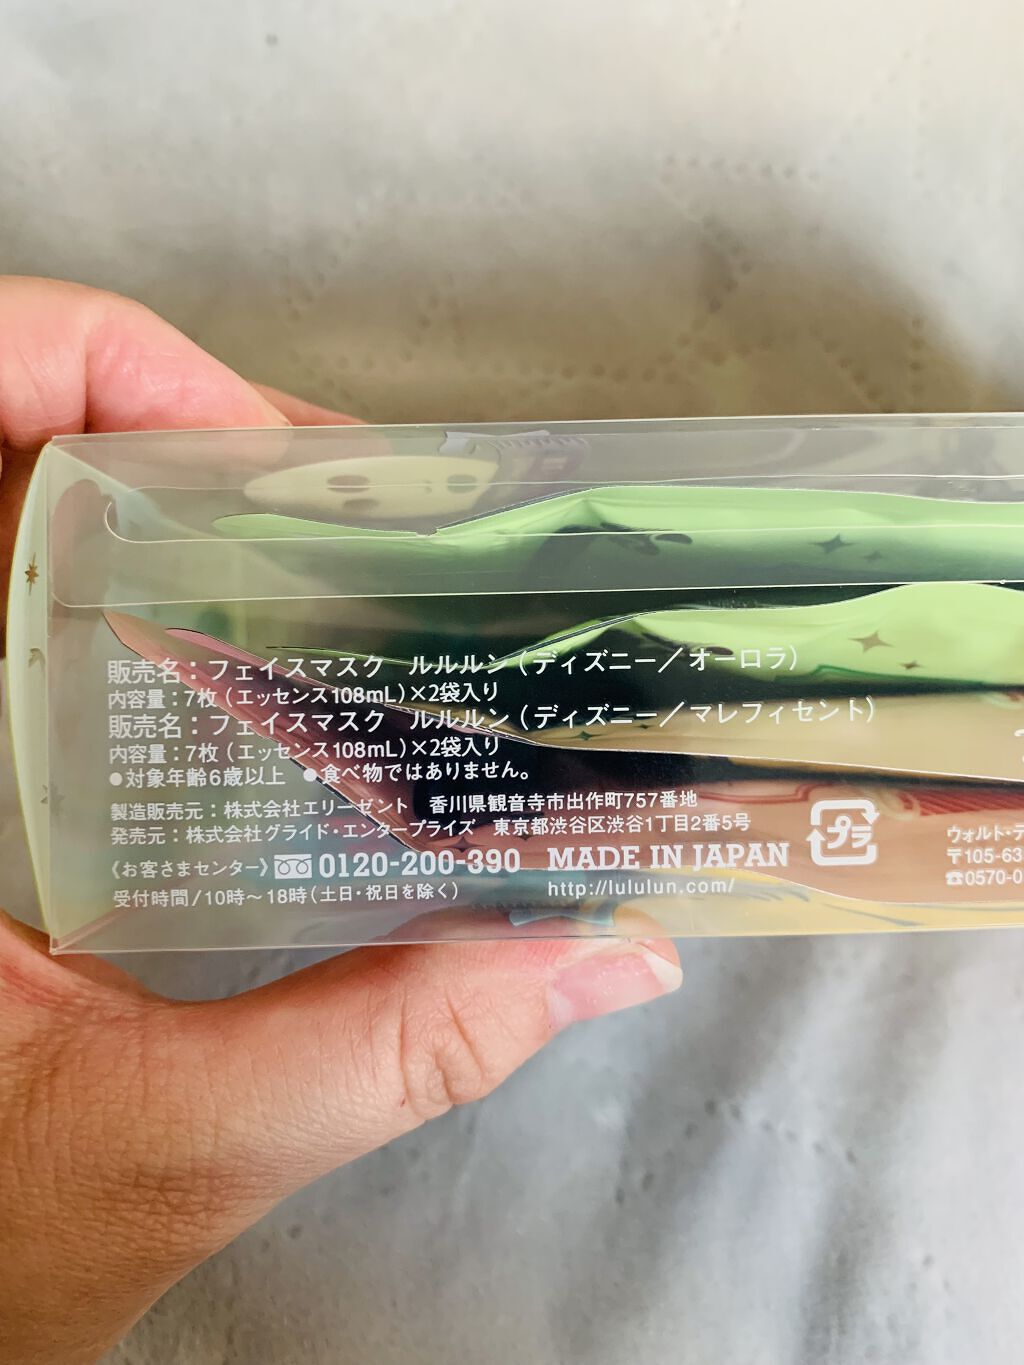 販売名：フェイスマスク ルルルン（ディズニー／オーロラ）
内容量：7枚（エッセンス108mL）×2袋入り
販売名：フェイスマスク ルルルン（ディズニー／マレフィセント）
内容量：7枚（エッセンス108mL）×2袋入り
●対象年齢6歳以上 ●食べ物ではありません。
製造販売元：株式会社エリーゼント 香川県観音寺市出作町757番地
発売元：株式会社グライド・エンタープライズ 東京都渋谷区渋谷1丁目2番5号
《お客さまセンター》0120-200-390 MADE IN JAPAN
受付時間/10時～18時（土日・祝日を除く） http://lululun.com/
プラ
ウォルト・デ
〒105-63
☎0570-0